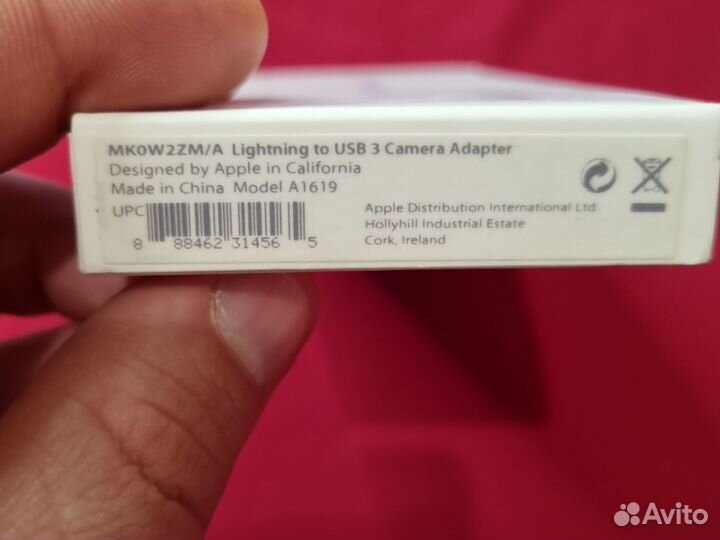 MK0W2ZM/A Lightning to USB 3 Camera Adapter
Designed by Apple in California
Made in China Model A1619
UPC
8 88462 31456 5
Apple Distribution International Ltd.
Hollyhill Industrial Estate
Cork, Ireland
Avito